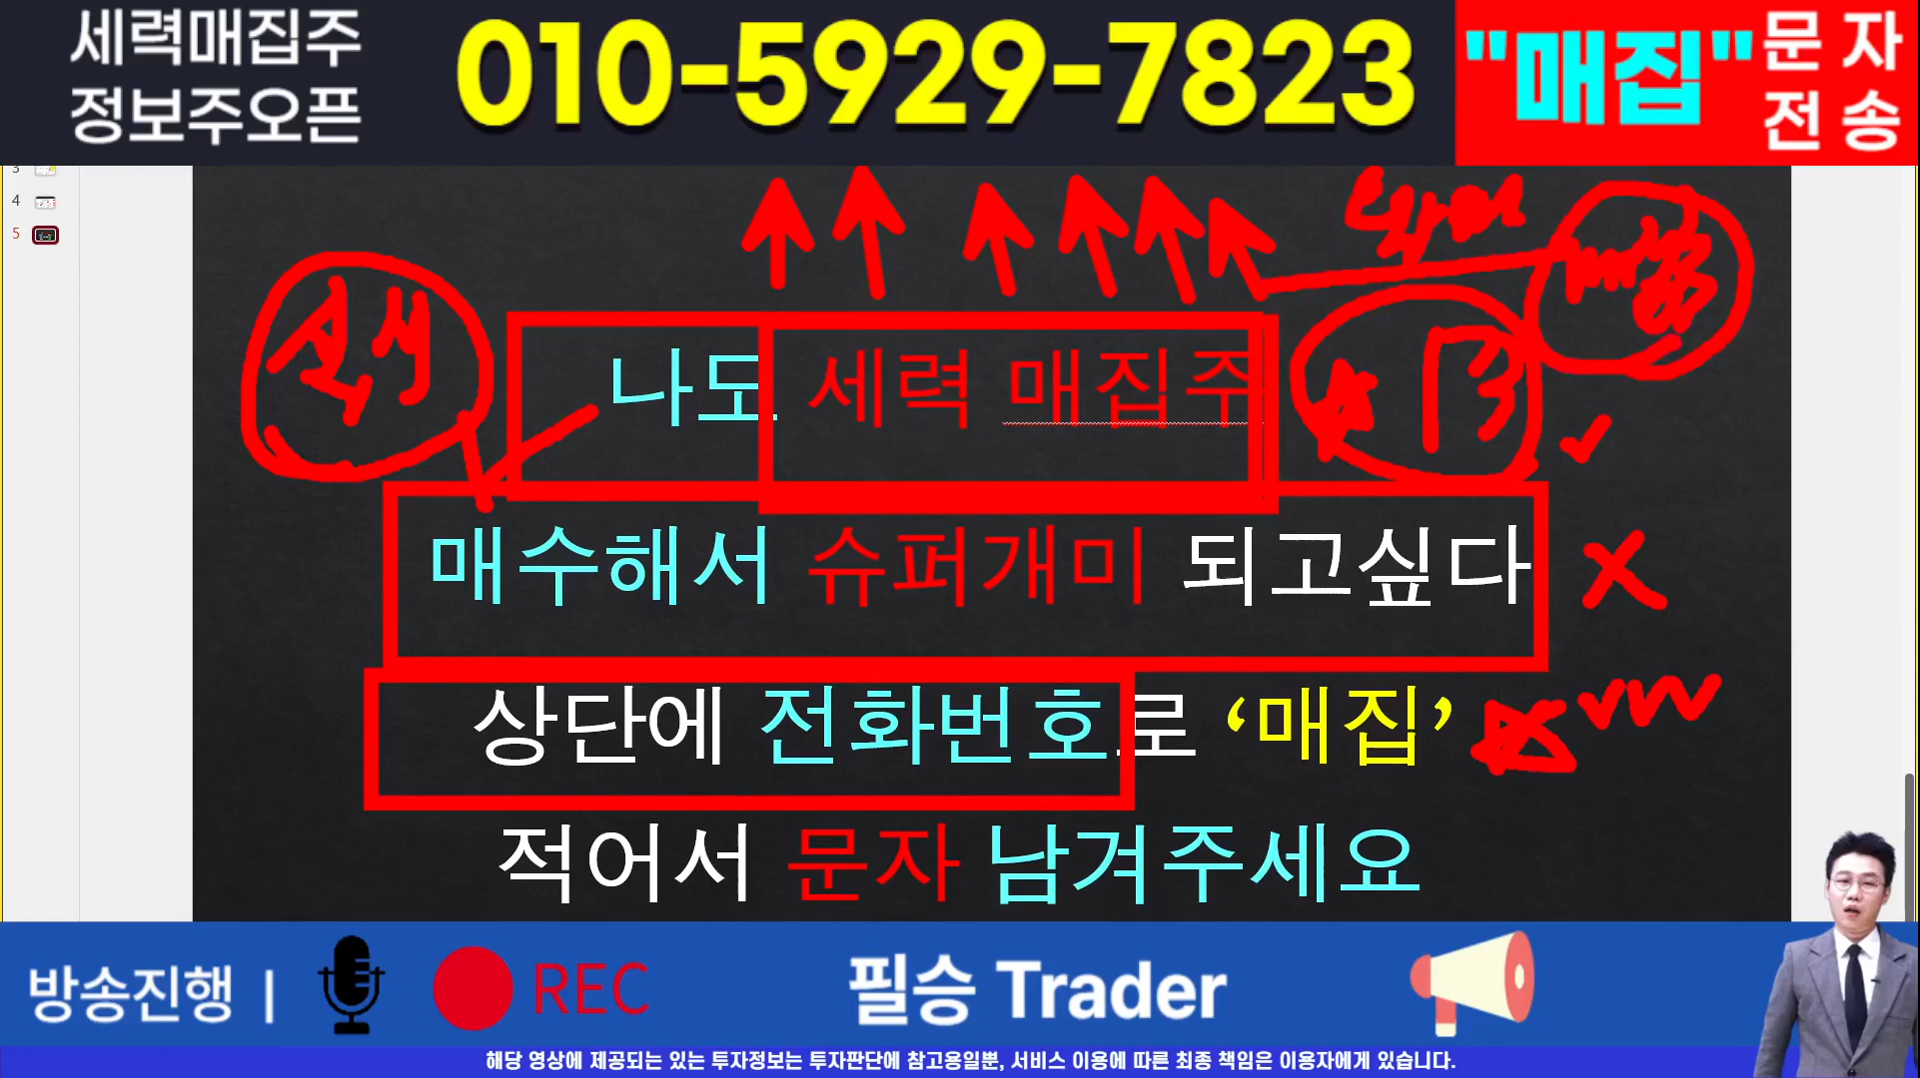 세력매집주
정보주오픈
010-5929-7823
"매집"
문자
전송
3
4
5
나도 세력 매집주
매수해서 슈퍼개미 되고싶다
상단에 전화번호로 ‘매집’
적어서 문자 남겨주세요
방송진행 |
REC
필승 Trader
해당 영상에 제공되는 있는 투자정보는 투자판단에 참고용일뿐, 서비스 이용에 따른 최종 책임은 이용자에게 있습니다.